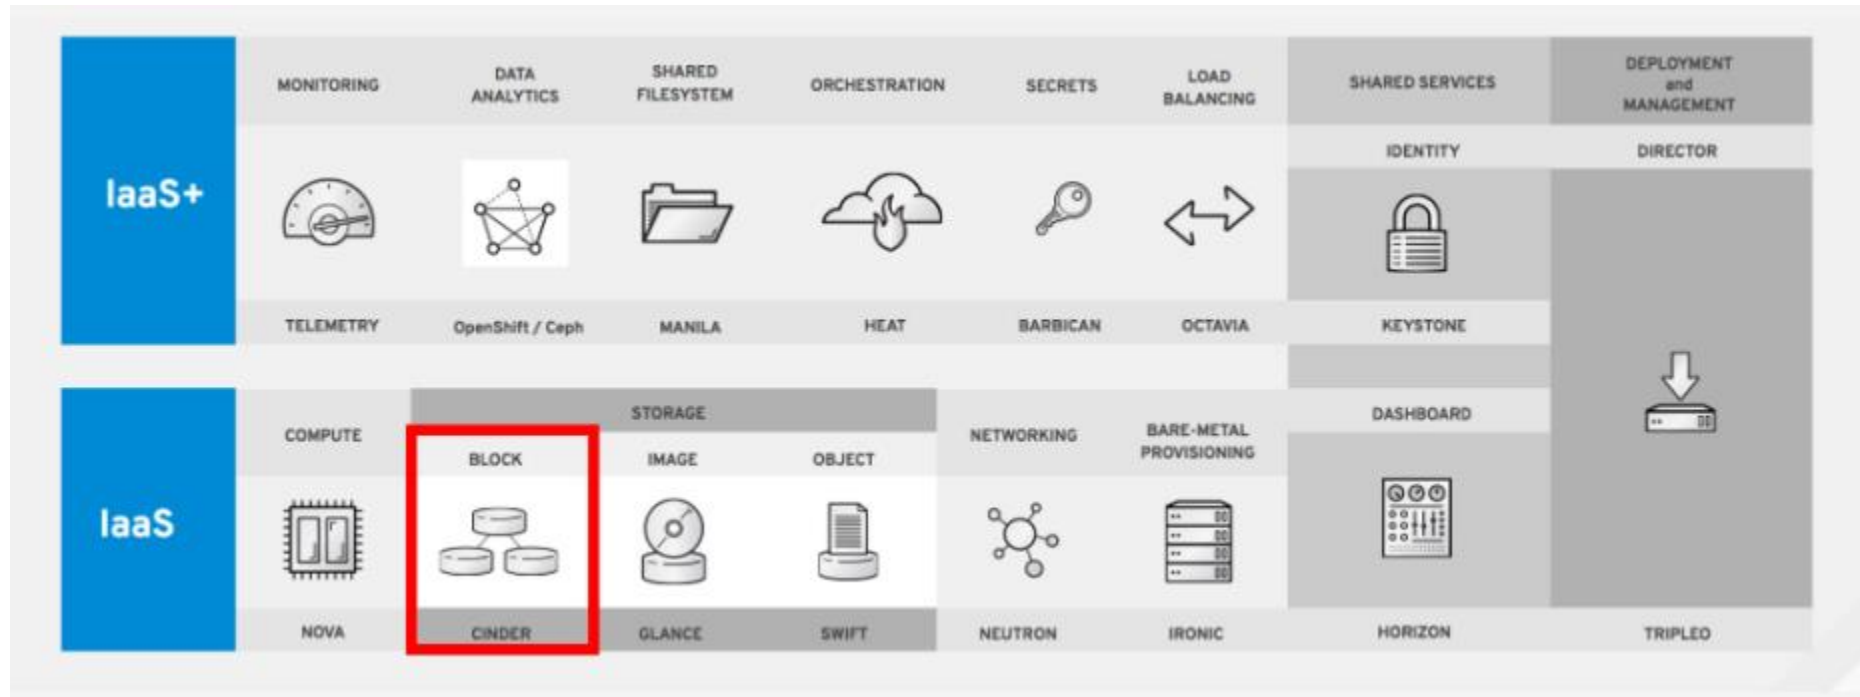 MONITORING
DATA
ANALYTICS
SHARED
FILESYSTEM
ORCHESTRATION
SECRETS
LOAD
BALANCING
SHARED SERVICES
DEPLOYMENT
and
MANAGEMENT
IDENTITY
DIRECTOR
IaaS+
TELEMETRY
OpenShift / Ceph
MANILA
HEAT
BARBICAN
OCTAVIA
KEYSTONE
COMPUTE
STORAGE
BLOCK
IMAGE
OBJECT
NETWORKING
BARE-METAL
PROVISIONING
DASHBOARD
IaaS
NOVA
CINDER
GLANCE
SWIFT
NEUTRON
IRONIC
HORIZON
TRIPLEO